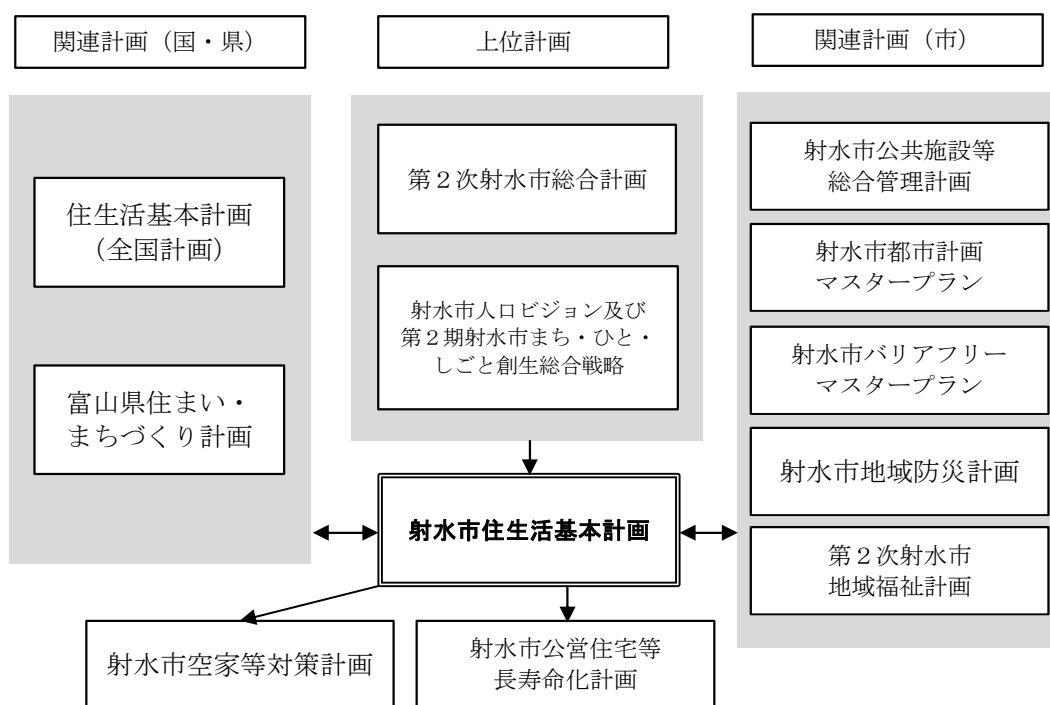 関連計画（国・県）
上位計画
関連計画（市）
住生活基本計画
（全国計画）
富山県住まい・
まちづくり計画
第２次射水市総合計画
射水市人口ビジョン及び
第２期射水市まち・ひと・
しごと創生総合戦略
射水市公共施設等
総合管理計画
射水市都市計画
マスタープラン
射水市バリアフリー
マスタープラン
射水市地域防災計画
第２次射水市
地域福祉計画
射水市住生活基本計画
射水市空家等対策計画
射水市公営住宅等
長寿命化計画